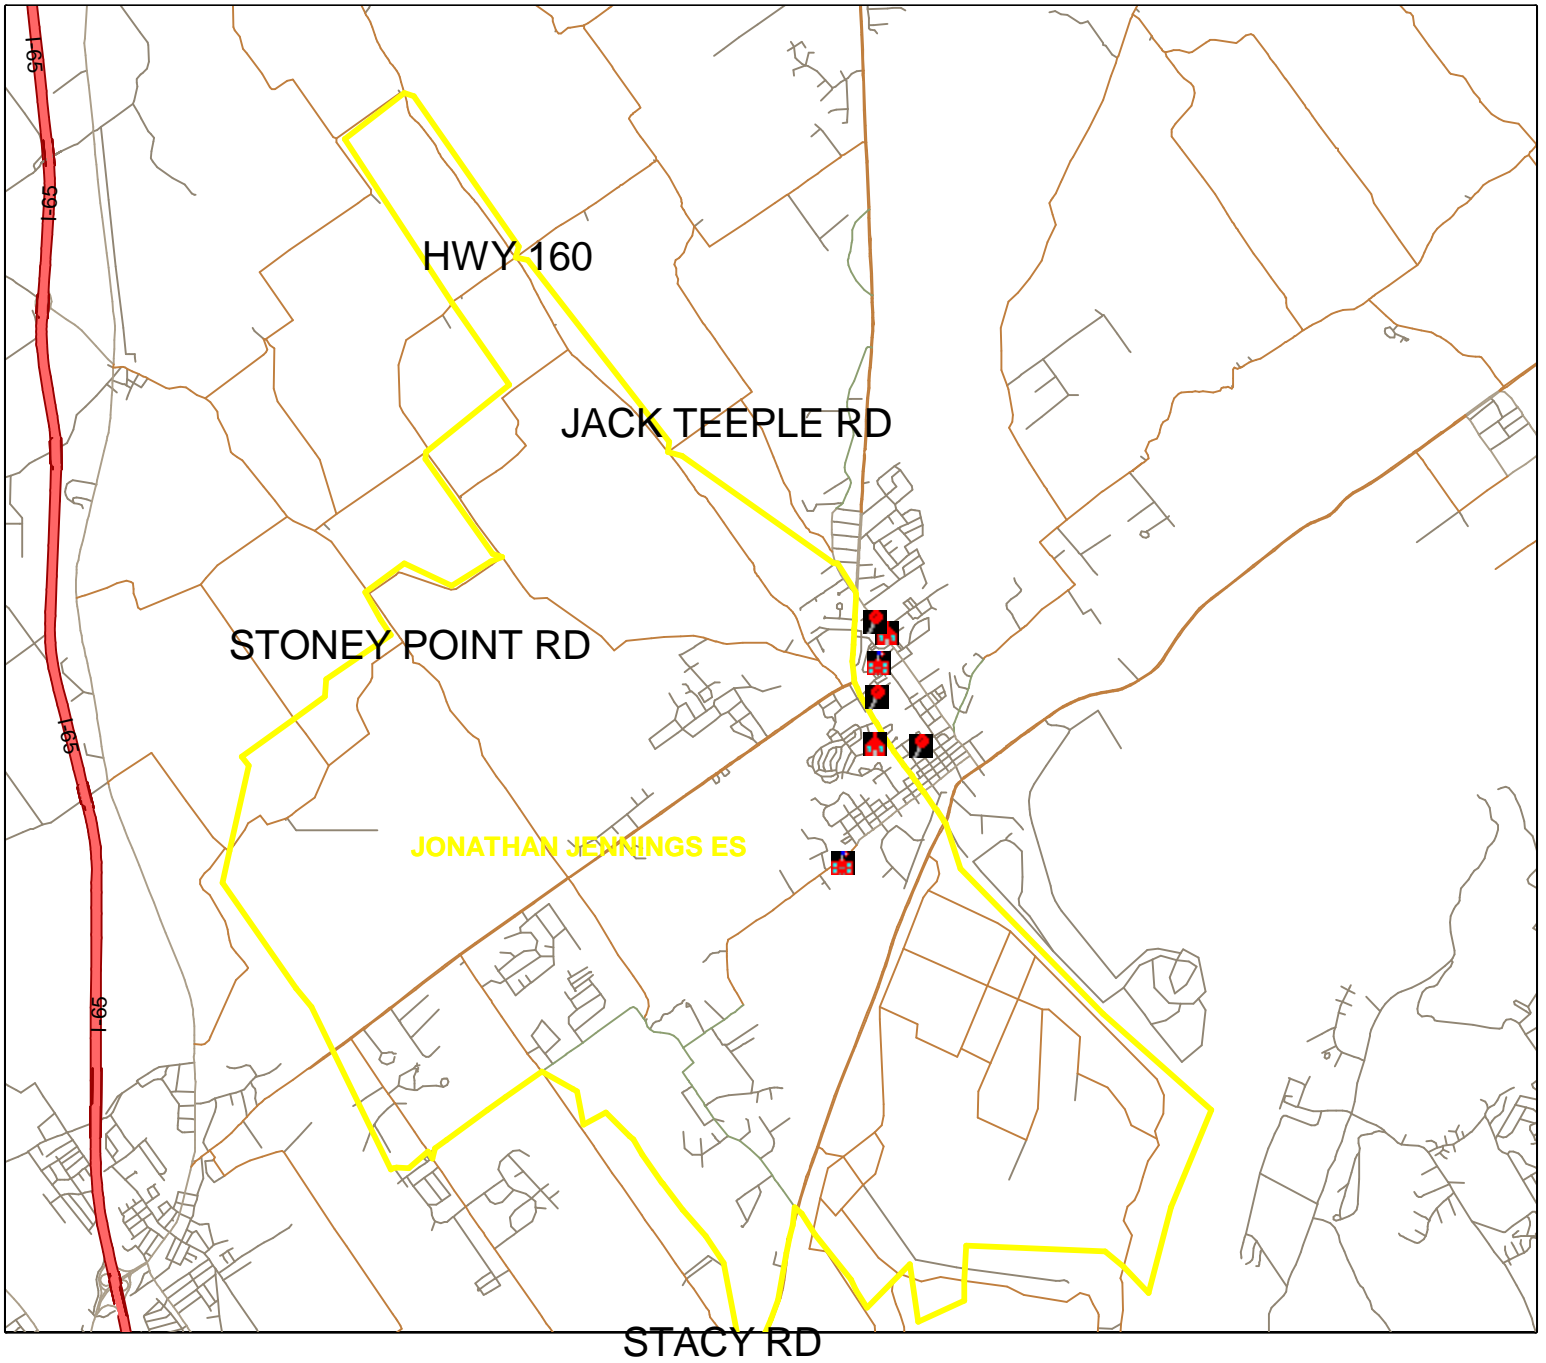 I-65
I-65
HWY 160
JACK TEEPLE RD
STONEY POINT RD
I-65
JONATHAN JENNINGS ES
I-65
STACY RD